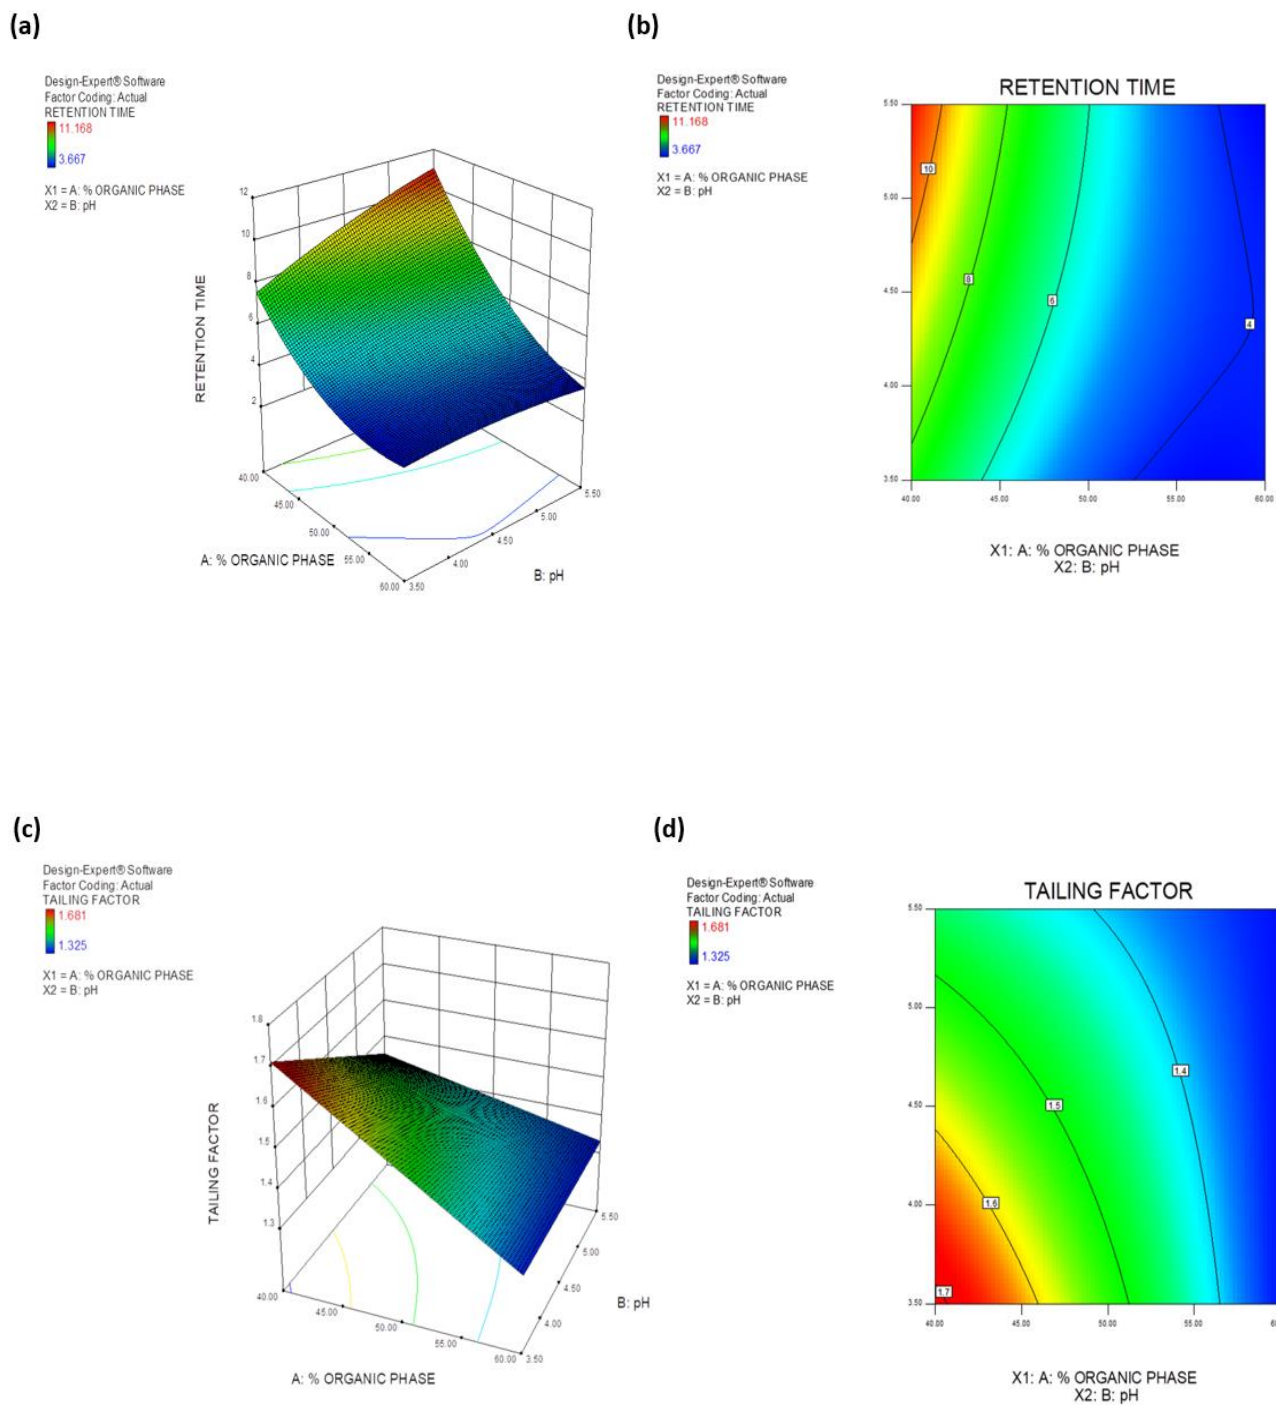 (a)
Design-Expert® Software
Factor Coding: Actual
RETENTION TIME
11.168
3.667
X1 = A: % ORGANIC PHASE
X2 = B: pH
12
10
8
6
4
2
RETENTION TIME
40.00
45.00
50.00
55.00
60.00
A: % ORGANIC PHASE
3.50
4.00
4.50
5.00
5.50
B: pH
(b)
Design-Expert® Software
Factor Coding: Actual
RETENTION TIME
11.168
3.667
X1 = A: % ORGANIC PHASE
X2 = B: pH
RETENTION TIME
5.50
5.00
4.50
4.00
3.50
10
8
6
4
40.00 45.00 50.00 55.00 60.00
X1: A: % ORGANIC PHASE
X2: B: pH
(c)
Design-Expert® Software
Factor Coding: Actual
TAILING FACTOR
1.681
1.325
X1 = A: % ORGANIC PHASE
X2 = B: pH
1.8
1.7
1.6
1.5
1.4
1.3
TAILING FACTOR
40.00
45.00
50.00
55.00
60.00
A: % ORGANIC PHASE
3.50
4.00
4.50
5.00
5.50
B: pH
(d)
Design-Expert® Software
Factor Coding: Actual
TAILING FACTOR
1.681
1.325
X1 = A: % ORGANIC PHASE
X2 = B: pH
TAILING FACTOR
5.50
5.00
4.50
4.00
3.50
1.4
1.5
1.6
1.7
40.00 45.00 50.00 55.00
X1: A: % ORGANIC PHASE
X2: B: pH